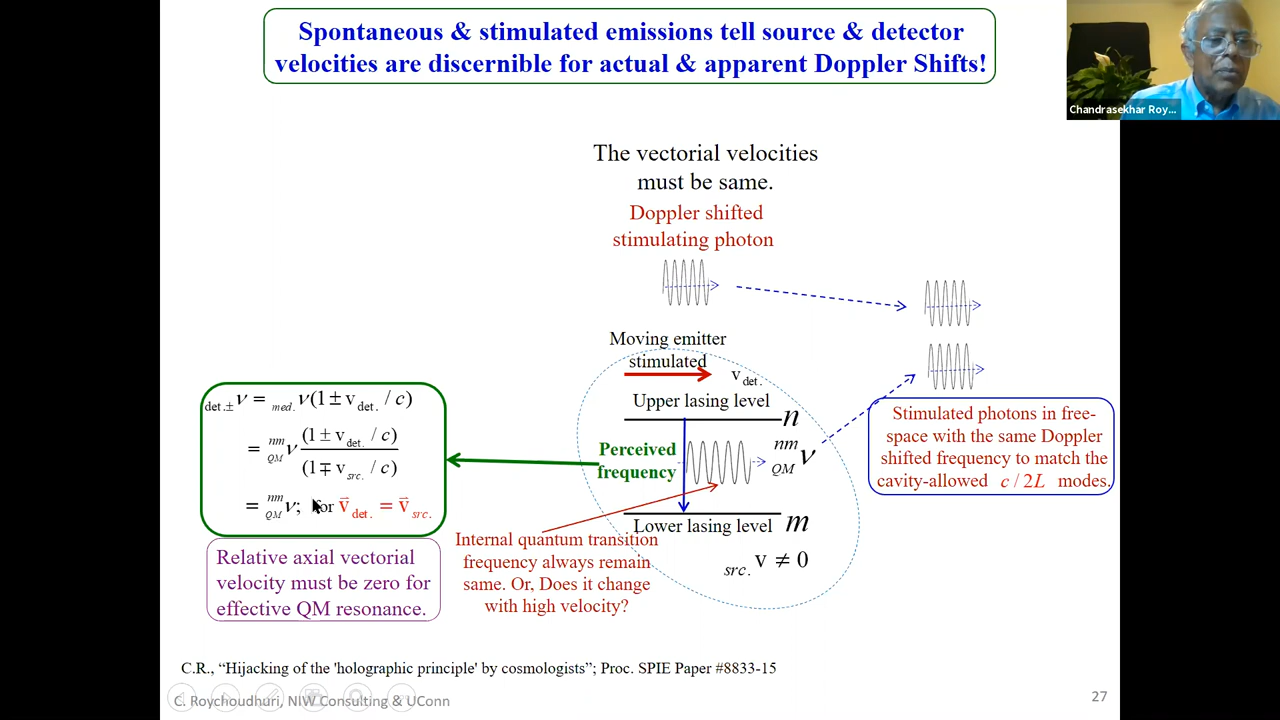 Spontaneous & stimulated emissions tell source & detector
velocities are discernible for actual & apparent Doppler Shifts!
Chandrasekhar Roy...
The vectorial velocities
must be same.
Doppler shifted
stimulating photon
Moving emitter
stimulated
v det.
Upper lasing level n
Perceived
frequency
nm QM ν
Lower lasing level m
src. v ≠ 0
Internal quantum transition
frequency always remain
same. Or, Does it change
with high velocity?
Stimulated photons in free-
space with the same Doppler
shifted frequency to match the
cavity-allowed c / 2L modes.
det.± ν = med. ν(1 ± v det. / c)
= nm QM ν (1 ± v det. / c) / (1 ∓ v src. / c)
= nm QM ν; for v⃗ det. = v⃗ src.
Relative axial vectorial
velocity must be zero for
effective QM resonance.
C.R., “Hijacking of the 'holographic principle' by cosmologists”; Proc. SPIE Paper #8833-15
C. Roychoudhuri, NIW Consulting & UConn
27